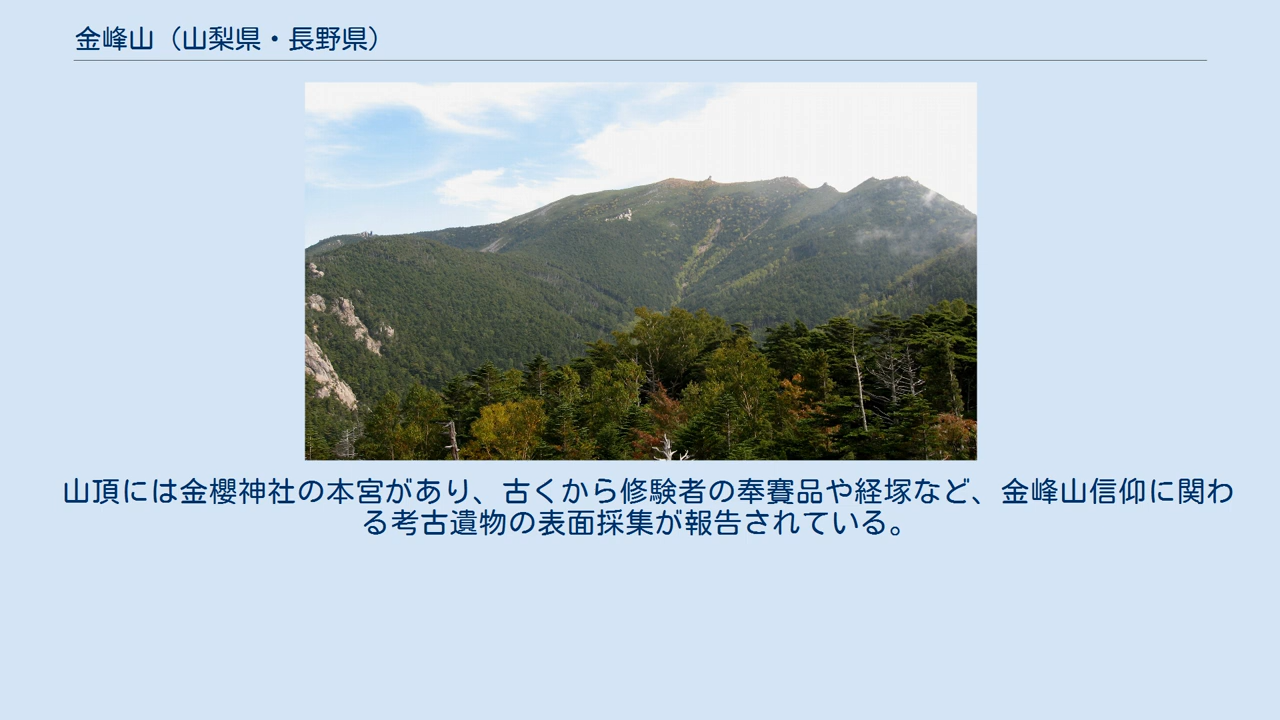 金峰山（山梨県・長野県）
山頂には金櫻神社の本宮があり、古くから修験者の奉賽品や経塚など、金峰山信仰に関わ
る考古遺物の表面採集が報告されている。